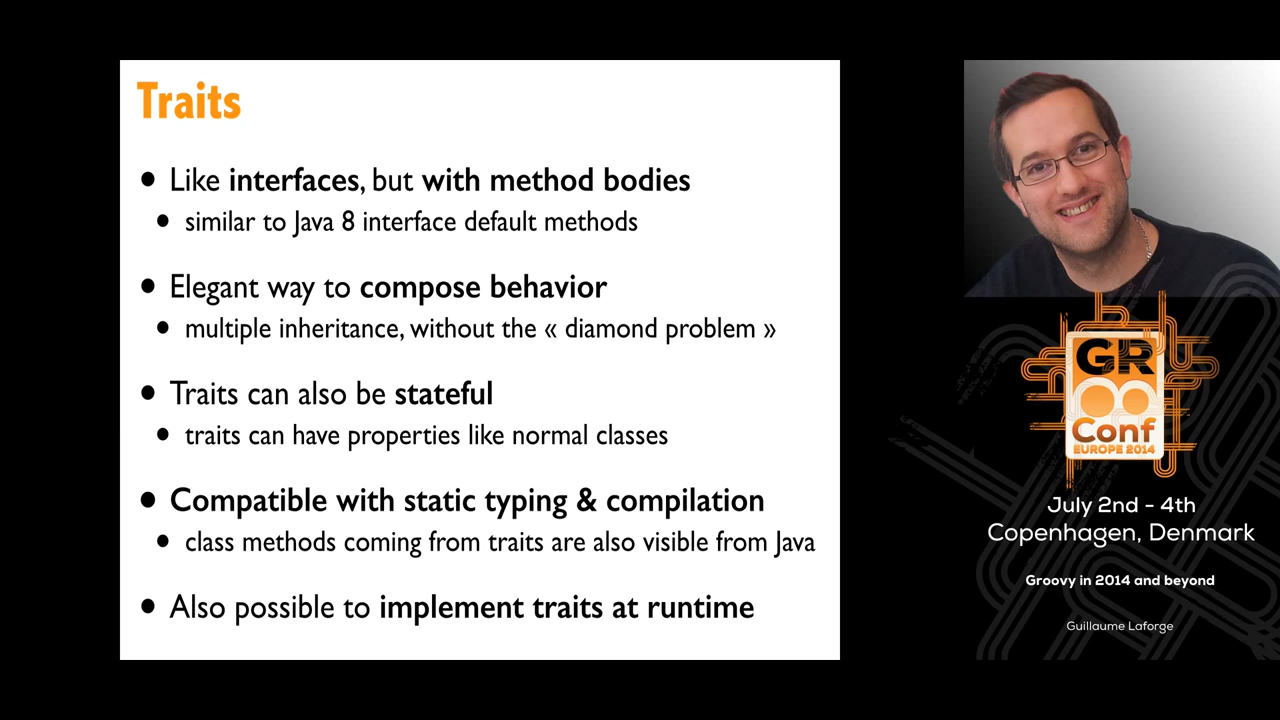 Traits
• Like interfaces, but with method bodies
• similar to Java 8 interface default methods
• Elegant way to compose behavior
• multiple inheritance, without the « diamond problem »
• Traits can also be stateful
• traits can have properties like normal classes
• Compatible with static typing & compilation
• class methods coming from traits are also visible from Java
• Also possible to implement traits at runtime
GR
Conf
EUROPE 2014
July 2nd - 4th
Copenhagen, Denmark
Groovy in 2014 and beyond
Guillaume Laforge